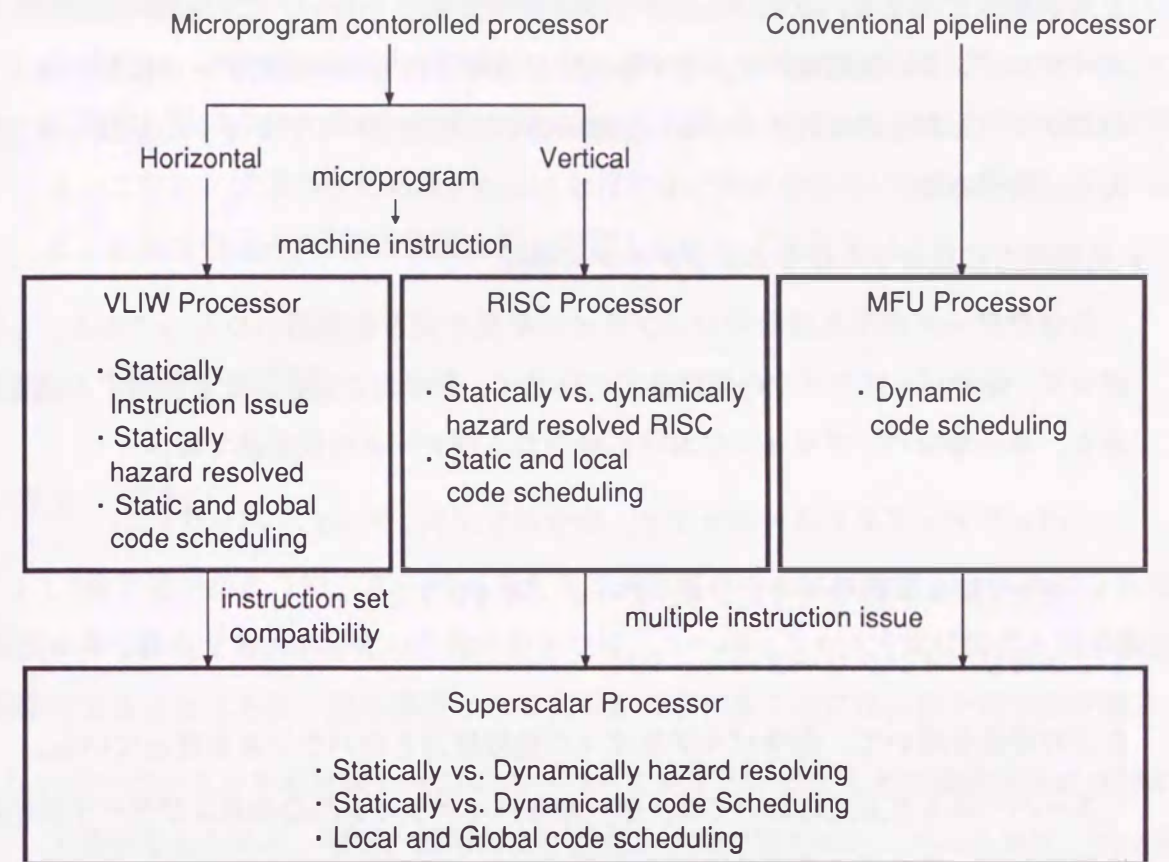 Microprogram controlled processor
Conventional pipeline processor
Horizontal
Vertical
microprogram
machine instruction
VLIW Processor
· Statically
Instruction Issue
· Statically
hazard resolved
· Static and global
code scheduling
RISC Processor
· Statically vs. dynamically
hazard resolved RISC
· Static and local
code scheduling
MFU Processor
· Dynamic
code scheduling
instruction set
compatibility
multiple instruction issue
Superscalar Processor
· Statically vs. Dynamically hazard resolving
· Statically vs. Dynamically code Scheduling
· Local and Global code scheduling